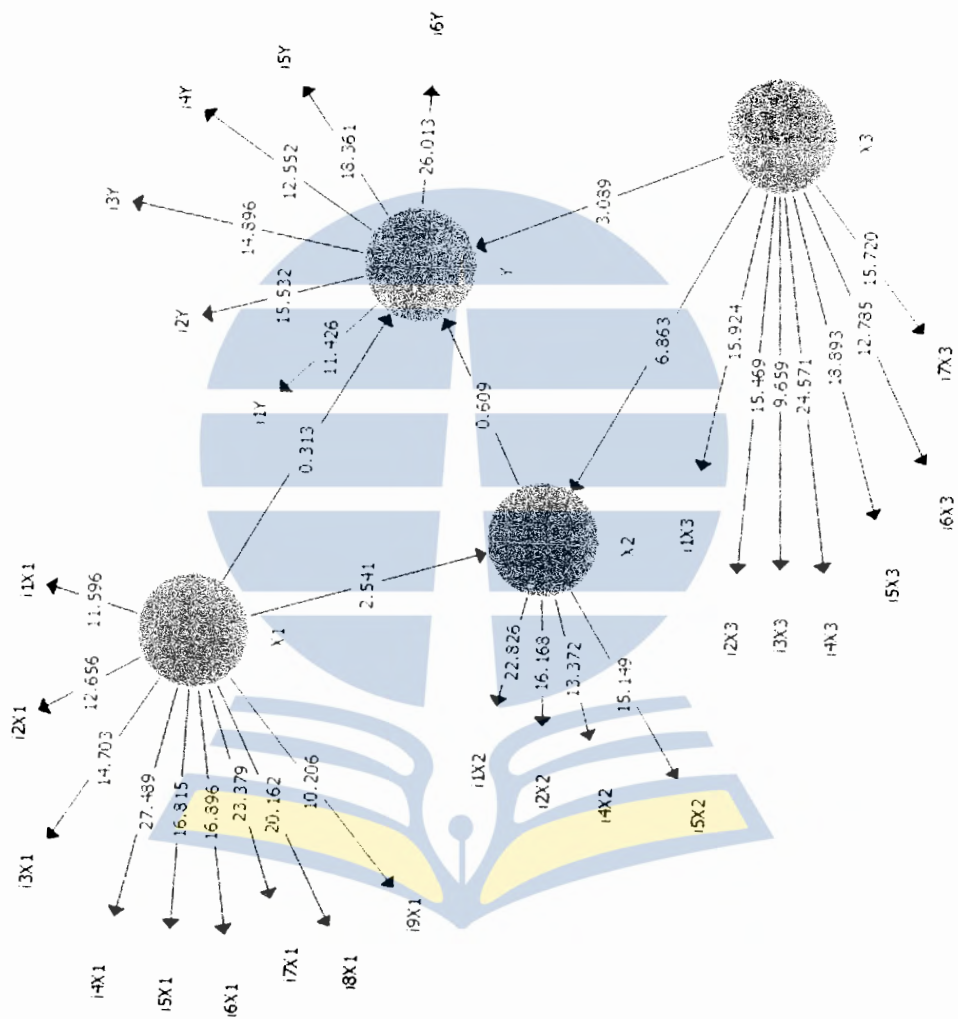 i1X1
11.596
i2X1
12.656
i3X1
14.703
i4X1
27.489
i5X1
16.815
i6X1
16.896
i7X1
23.379
i8X1
20.162
i9X1
10.206
X1
0.313
2.541
i1Y
11.426
i2Y
15.532
i3Y
14.896
i4Y
12.552
i5Y
18.361
i6Y
26.013
Y
0.609
3.089
X2
i1X2
22.826
i2X2
16.168
i4X2
13.372
i5X2
15.149
6.863
X3
i1X3
15.924
i2X3
15.469
i3X3
9.659
i4X3
24.571
i5X3
18.893
i6X3
12.785
i7X3
15.720